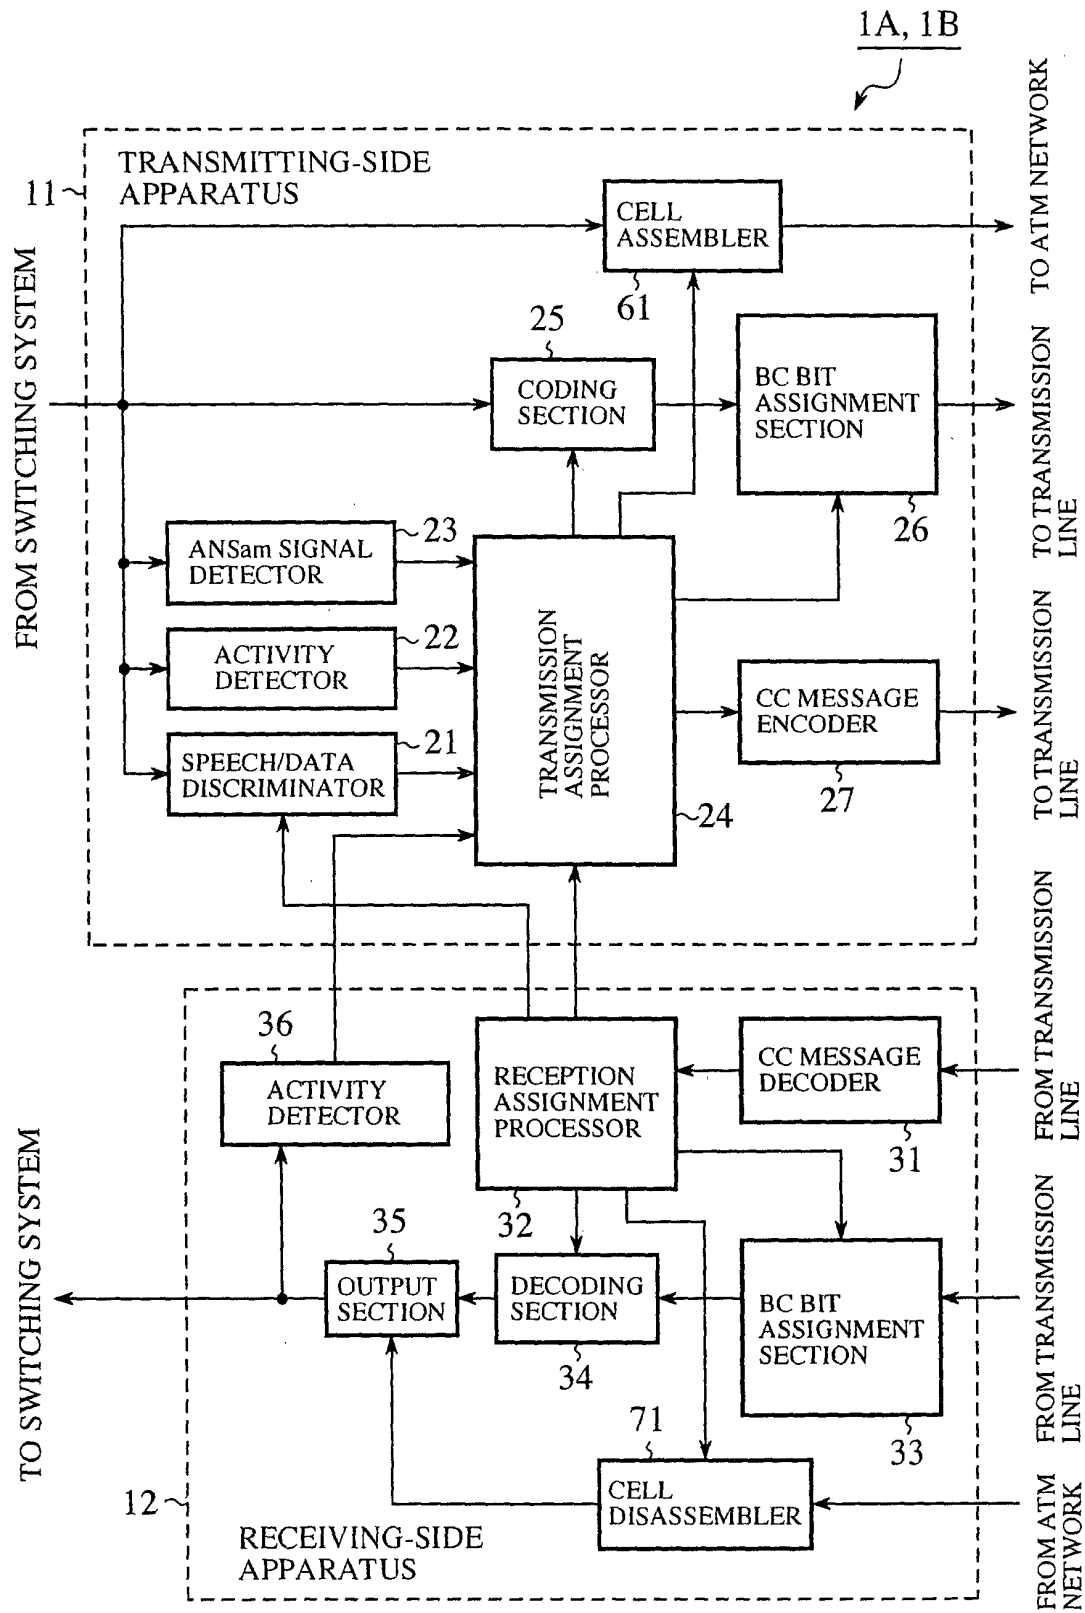 1A, 1B
TRANSMITTING-SIDE
APPARATUS
11
CELL
ASSEMBLER
61
TO ATM NETWORK
FROM SWITCHING SYSTEM
25
CODING
SECTION
BC BIT
ASSIGNMENT
SECTION
26
TO TRANSMISSION
LINE
ANSam SIGNAL
DETECTOR
23
ACTIVITY
DETECTOR
22
SPEECH/DATA
DISCRIMINATOR
21
TRANSMISSION
ASSIGNMENT
PROCESSOR
24
CC MESSAGE
ENCODER
27
TO TRANSMISSION
LINE
36
ACTIVITY
DETECTOR
RECEPTION
ASSIGNMENT
PROCESSOR
32
CC MESSAGE
DECODER
31
FROM TRANSMISSION
LINE
TO SWITCHING SYSTEM
35
OUTPUT
SECTION
DECODING
SECTION
34
BC BIT
ASSIGNMENT
SECTION
33
FROM TRANSMISSION
LINE
71
CELL
DISASSEMBLER
FROM ATM
NETWORK
12
RECEIVING-SIDE
APPARATUS